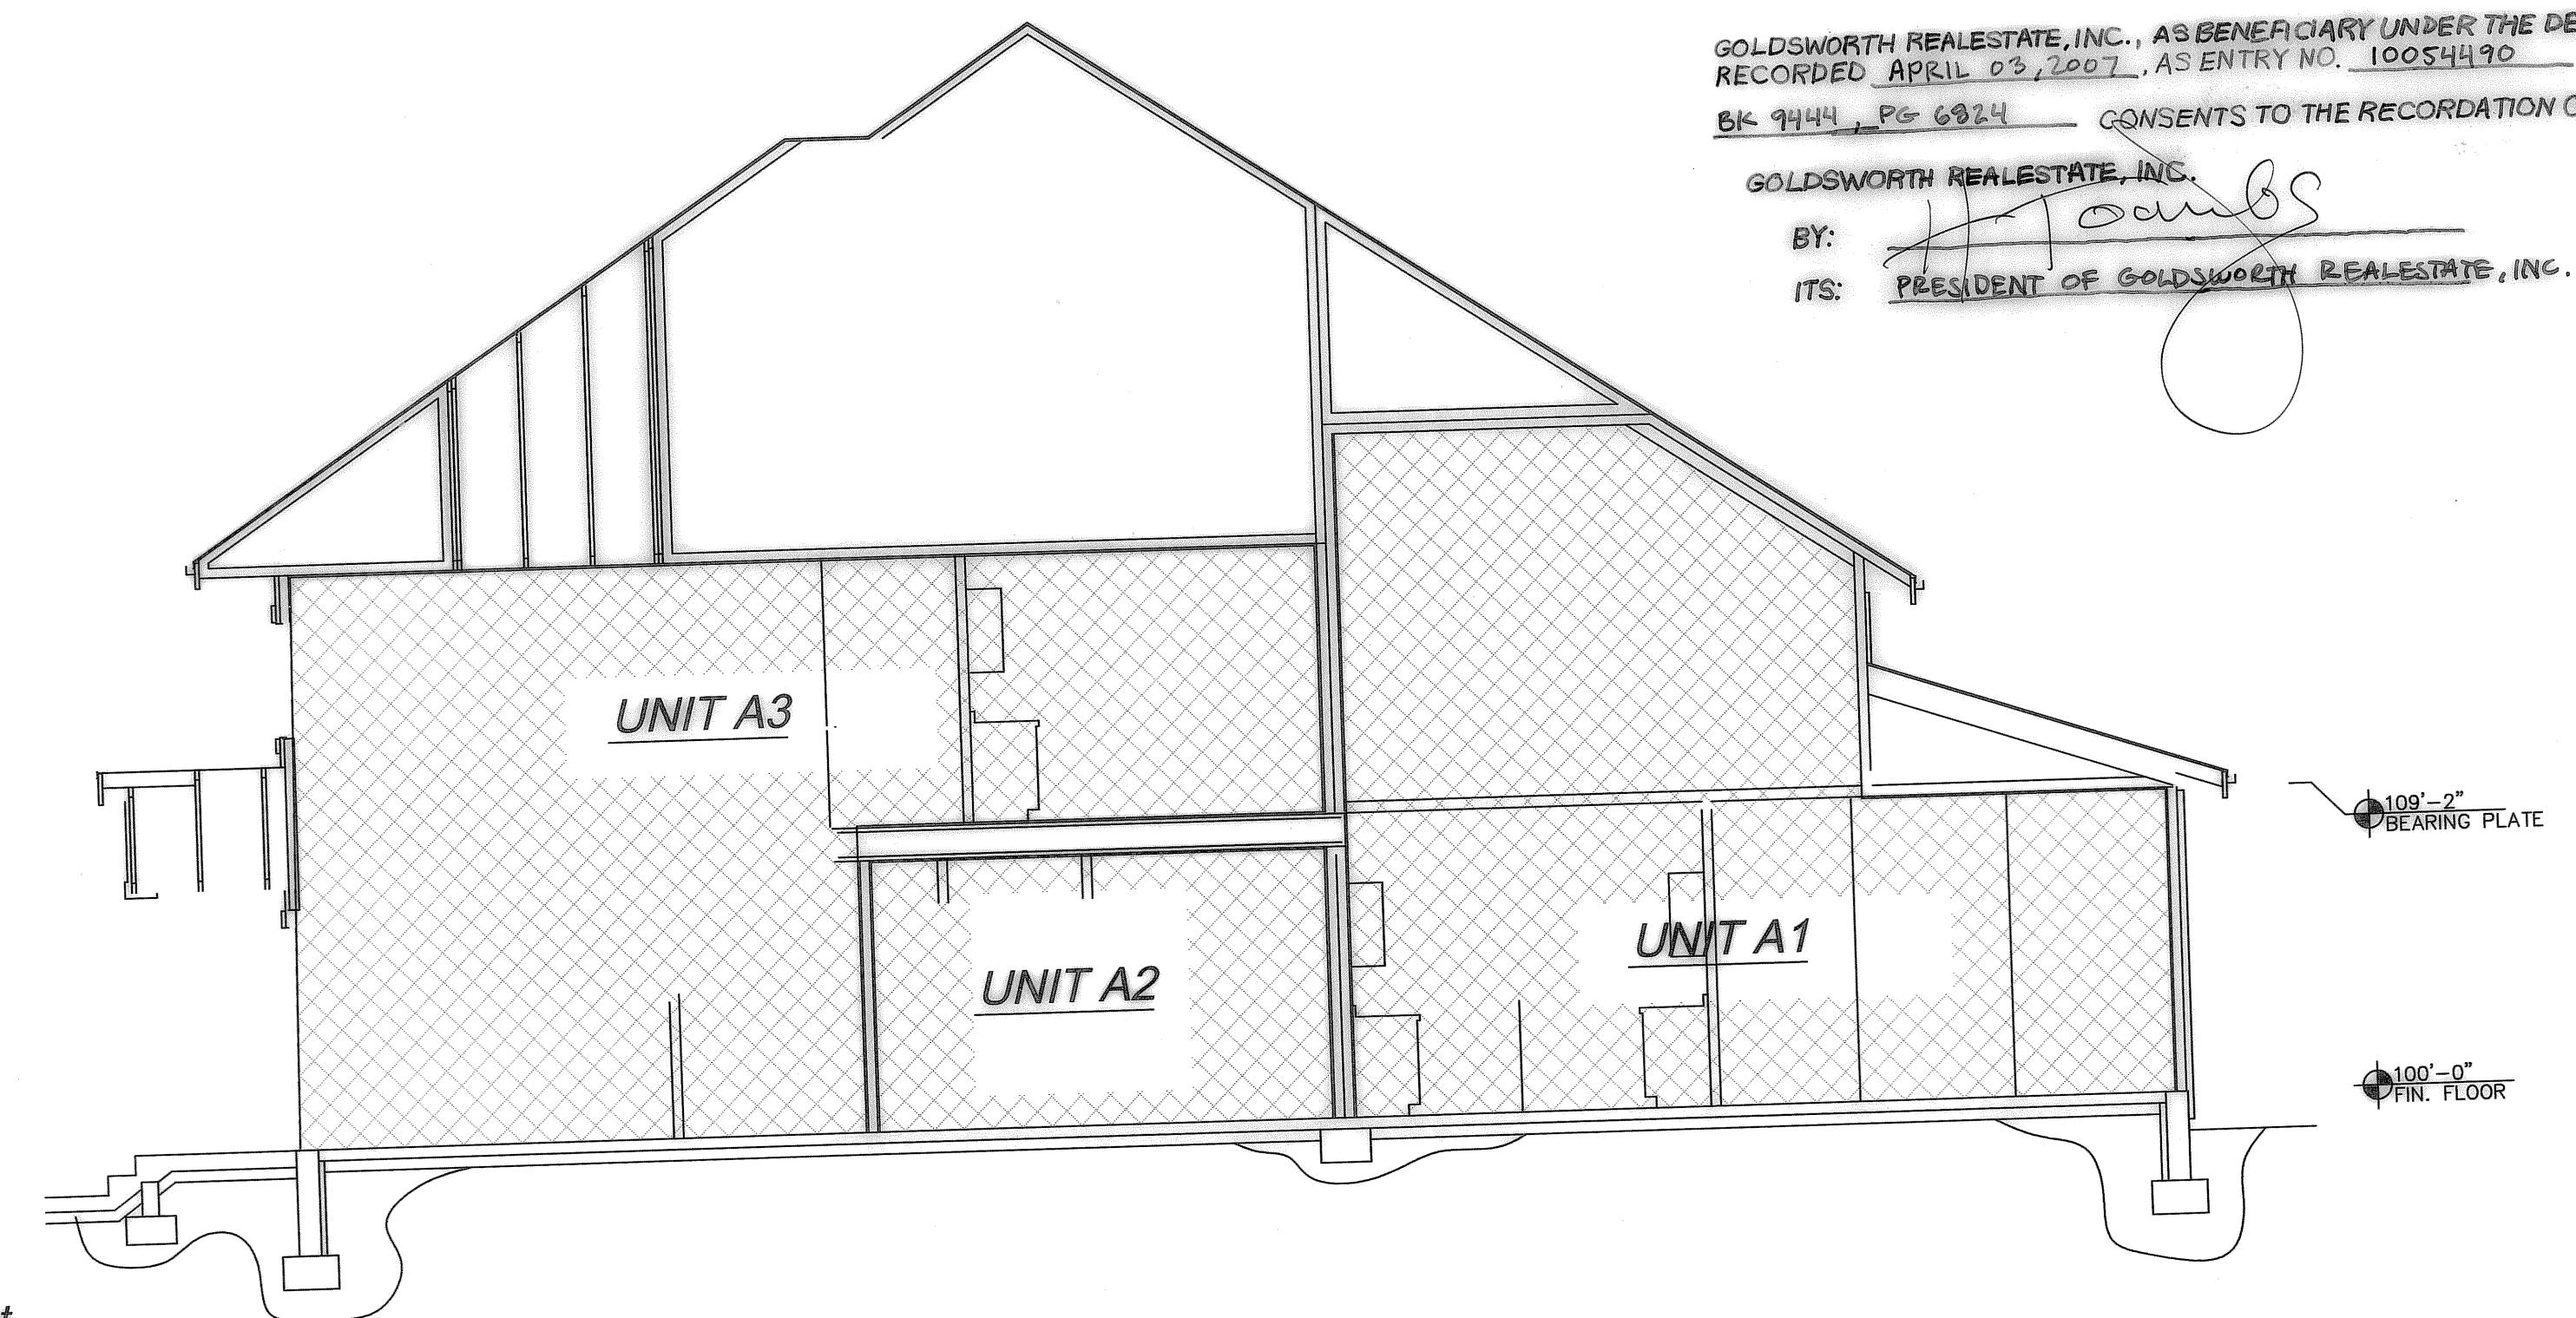 GOLDSWORTH REALESTATE, INC., AS BENEFICIARY UNDER THE DE
RECORDED APRIL 03, 2007, AS ENTRY NO. 10054490
BK 9444, PG 6824 CONSENTS TO THE RECORDATION
GOLDSWORTH REALESTATE, INC.
BY:
ITS: PRESIDENT OF GOLDSWORTH REALESTATE, INC.
UNIT A3
109'-2"
BEARING PLATE
UNIT A1
UNIT A2
100'-0"
FIN. FLOOR